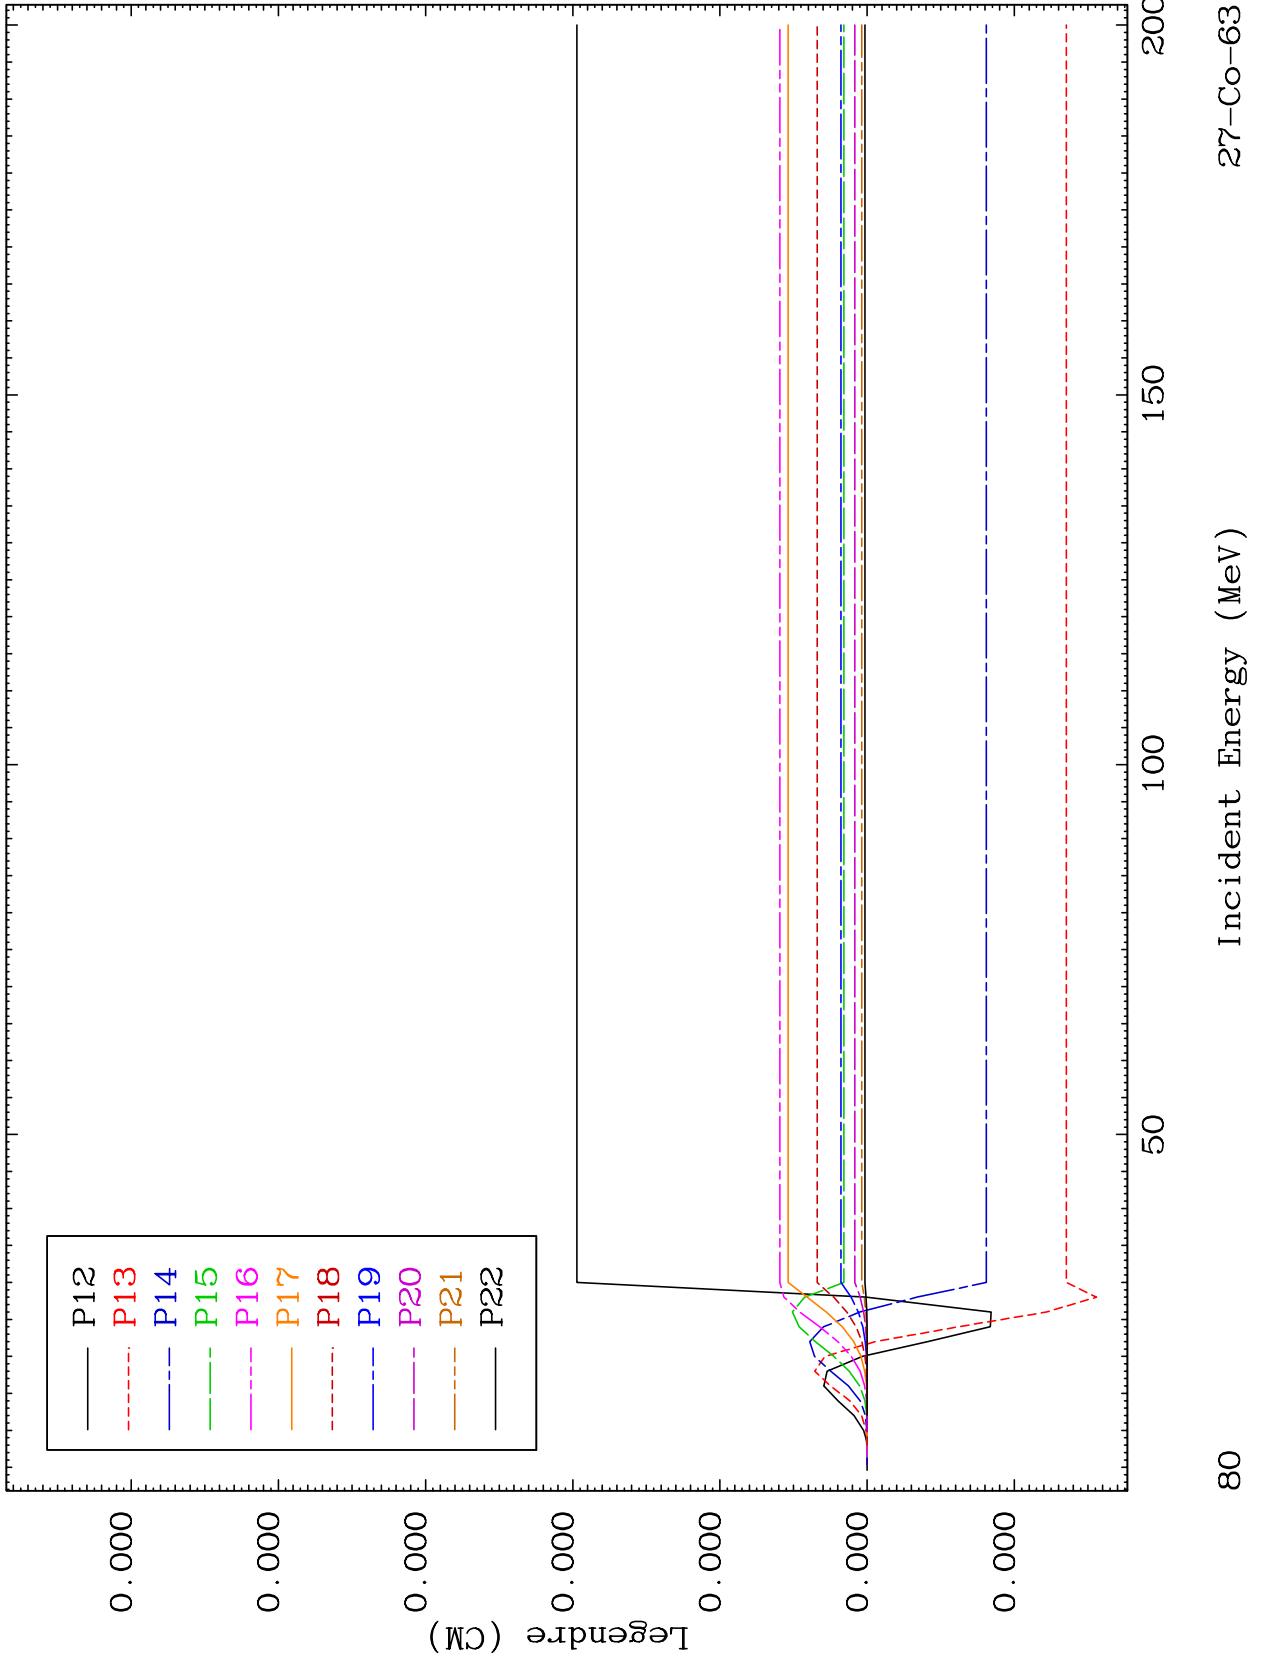 P12
P13
P14
P15
P16
P17
P18
P19
P20
P21
P22
Legendre (CM)
0.000
0.000
0.000
0.000
0.000
0.000
0.000
50
100
150
200
80
Incident Energy (MeV)
27-Co-63